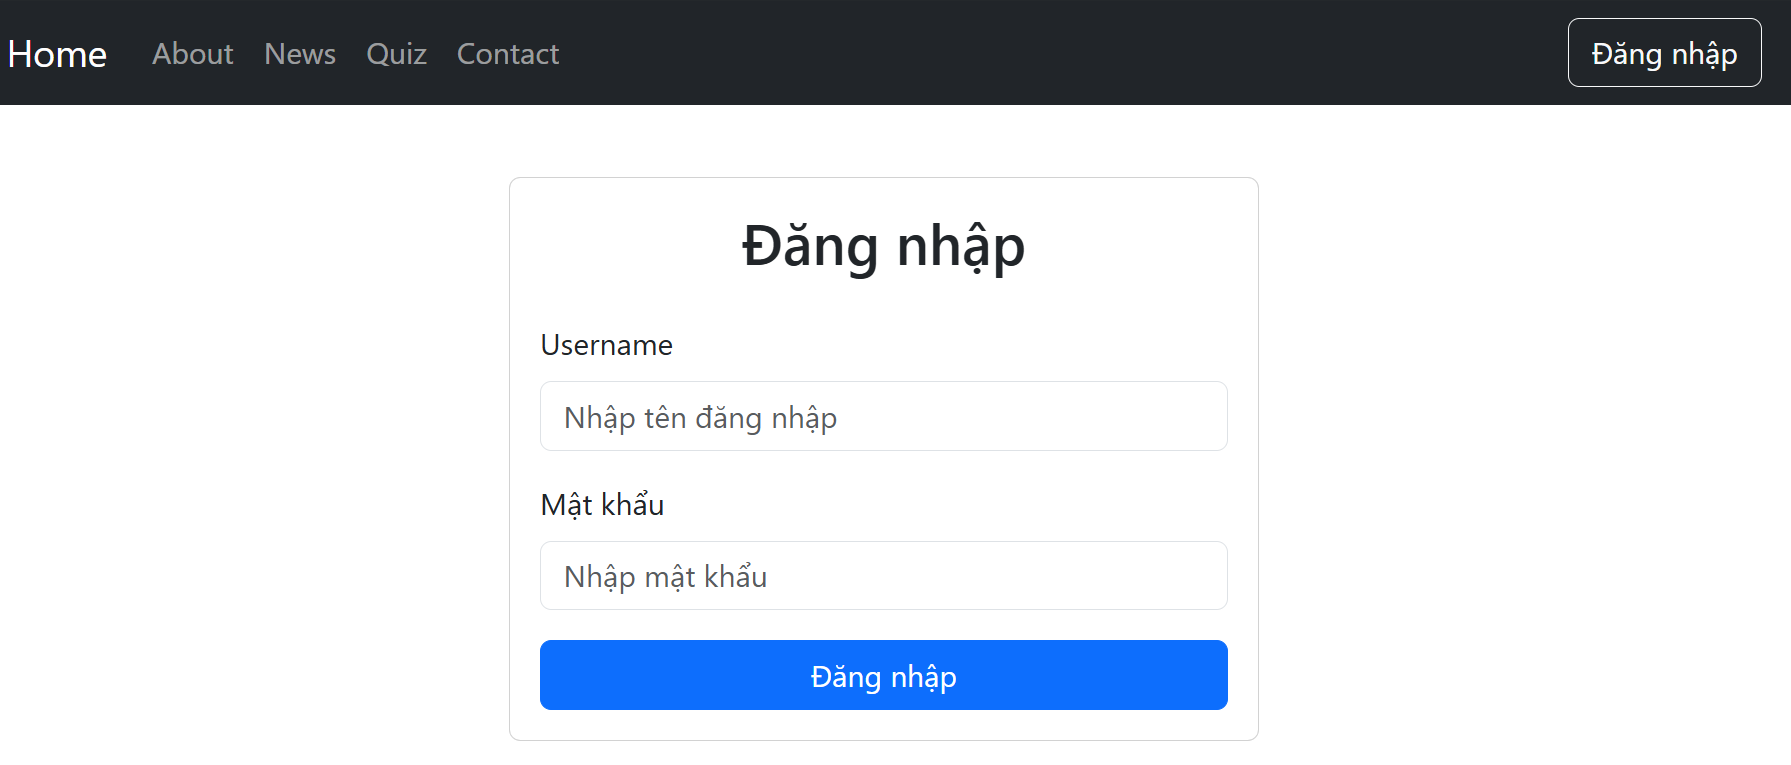 Home About News Quiz Contact Đăng nhập
Đăng nhập
Username
Nhập tên đăng nhập
Mật khẩu
Nhập mật khẩu
Đăng nhập